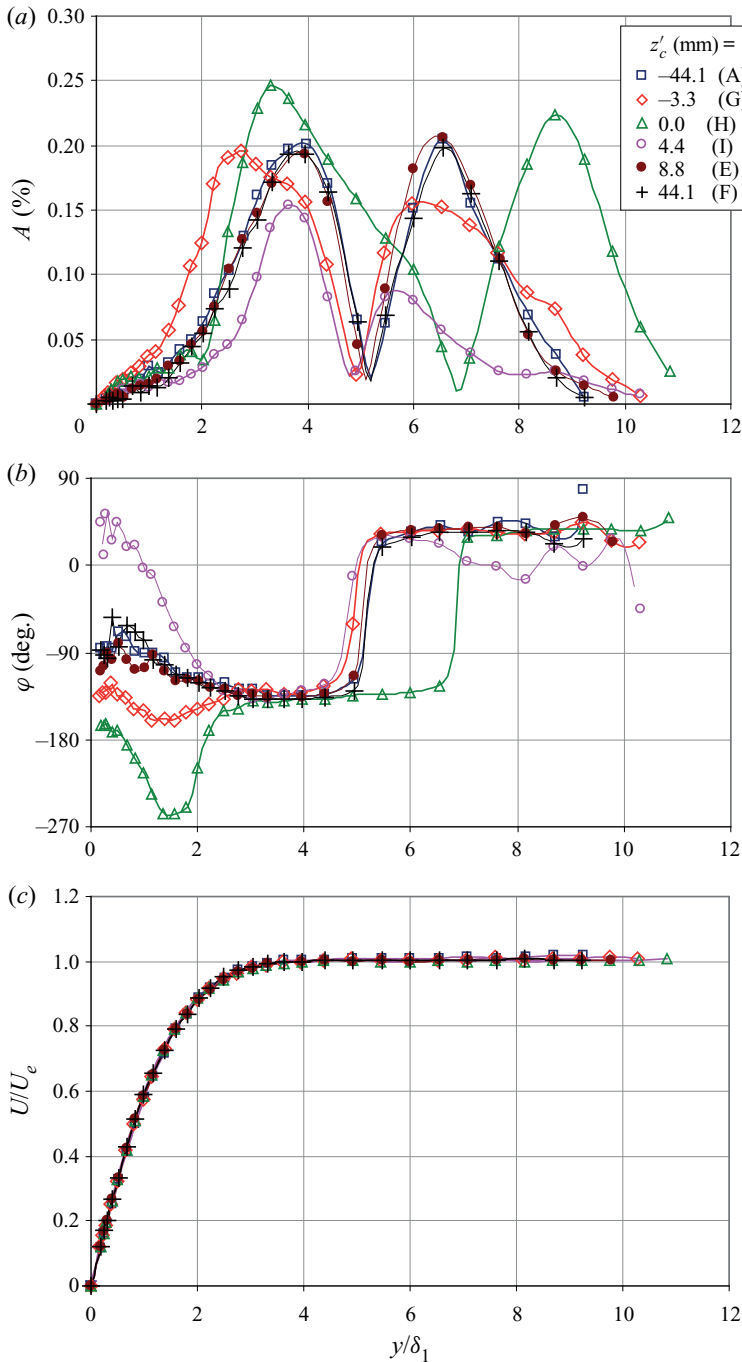 (a)
0.30
0.25
0.20
0.15
0.10
0.05
0
A (%)
0 2 4 6 8 10 12
z′c (mm) =
−44.1 (A
−3.3 (G
0.0 (H)
4.4 (I)
8.8 (E)
44.1 (F)
(b)
90
0
−90
−180
−270
φ (deg.)
0 2 4 6 8 10 12
(c)
1.2
1.0
0.8
0.6
0.4
0.2
0
U/Ue
0 2 4 6 8 10 12
y/δ1